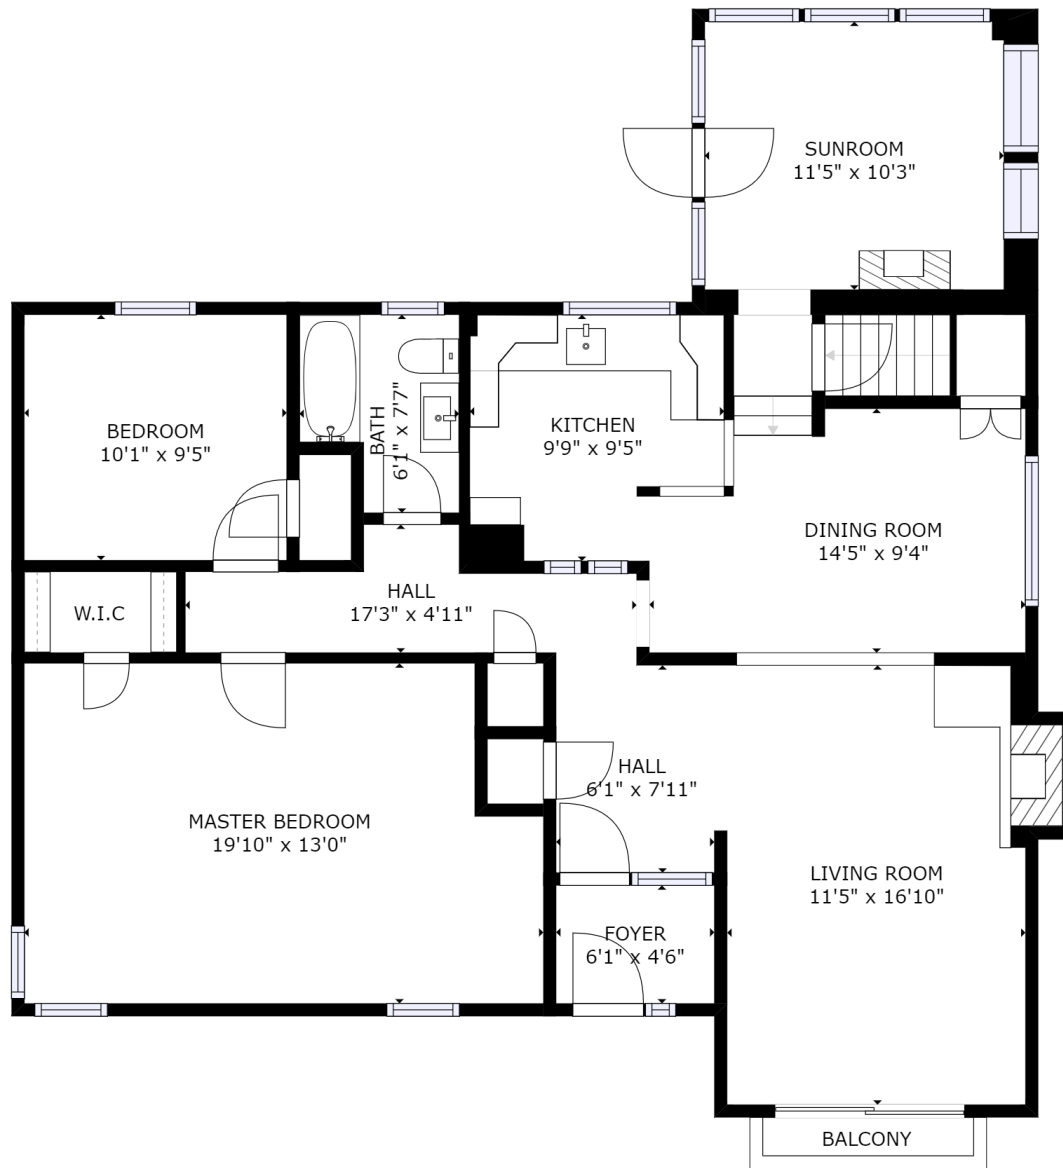 SUNROOM
11'5" x 10'3"
BEDROOM
10'1" x 9'5"
BATH
6'1" x 7'7"
KITCHEN
9'9" x 9'5"
DINING ROOM
14'5" x 9'4"
W.I.C
HALL
17'3" x 4'11"
HALL
6'1" x 7'11"
MASTER BEDROOM
19'10" x 13'0"
LIVING ROOM
11'5" x 16'10"
FOYER
6'1" x 4'6"
BALCONY